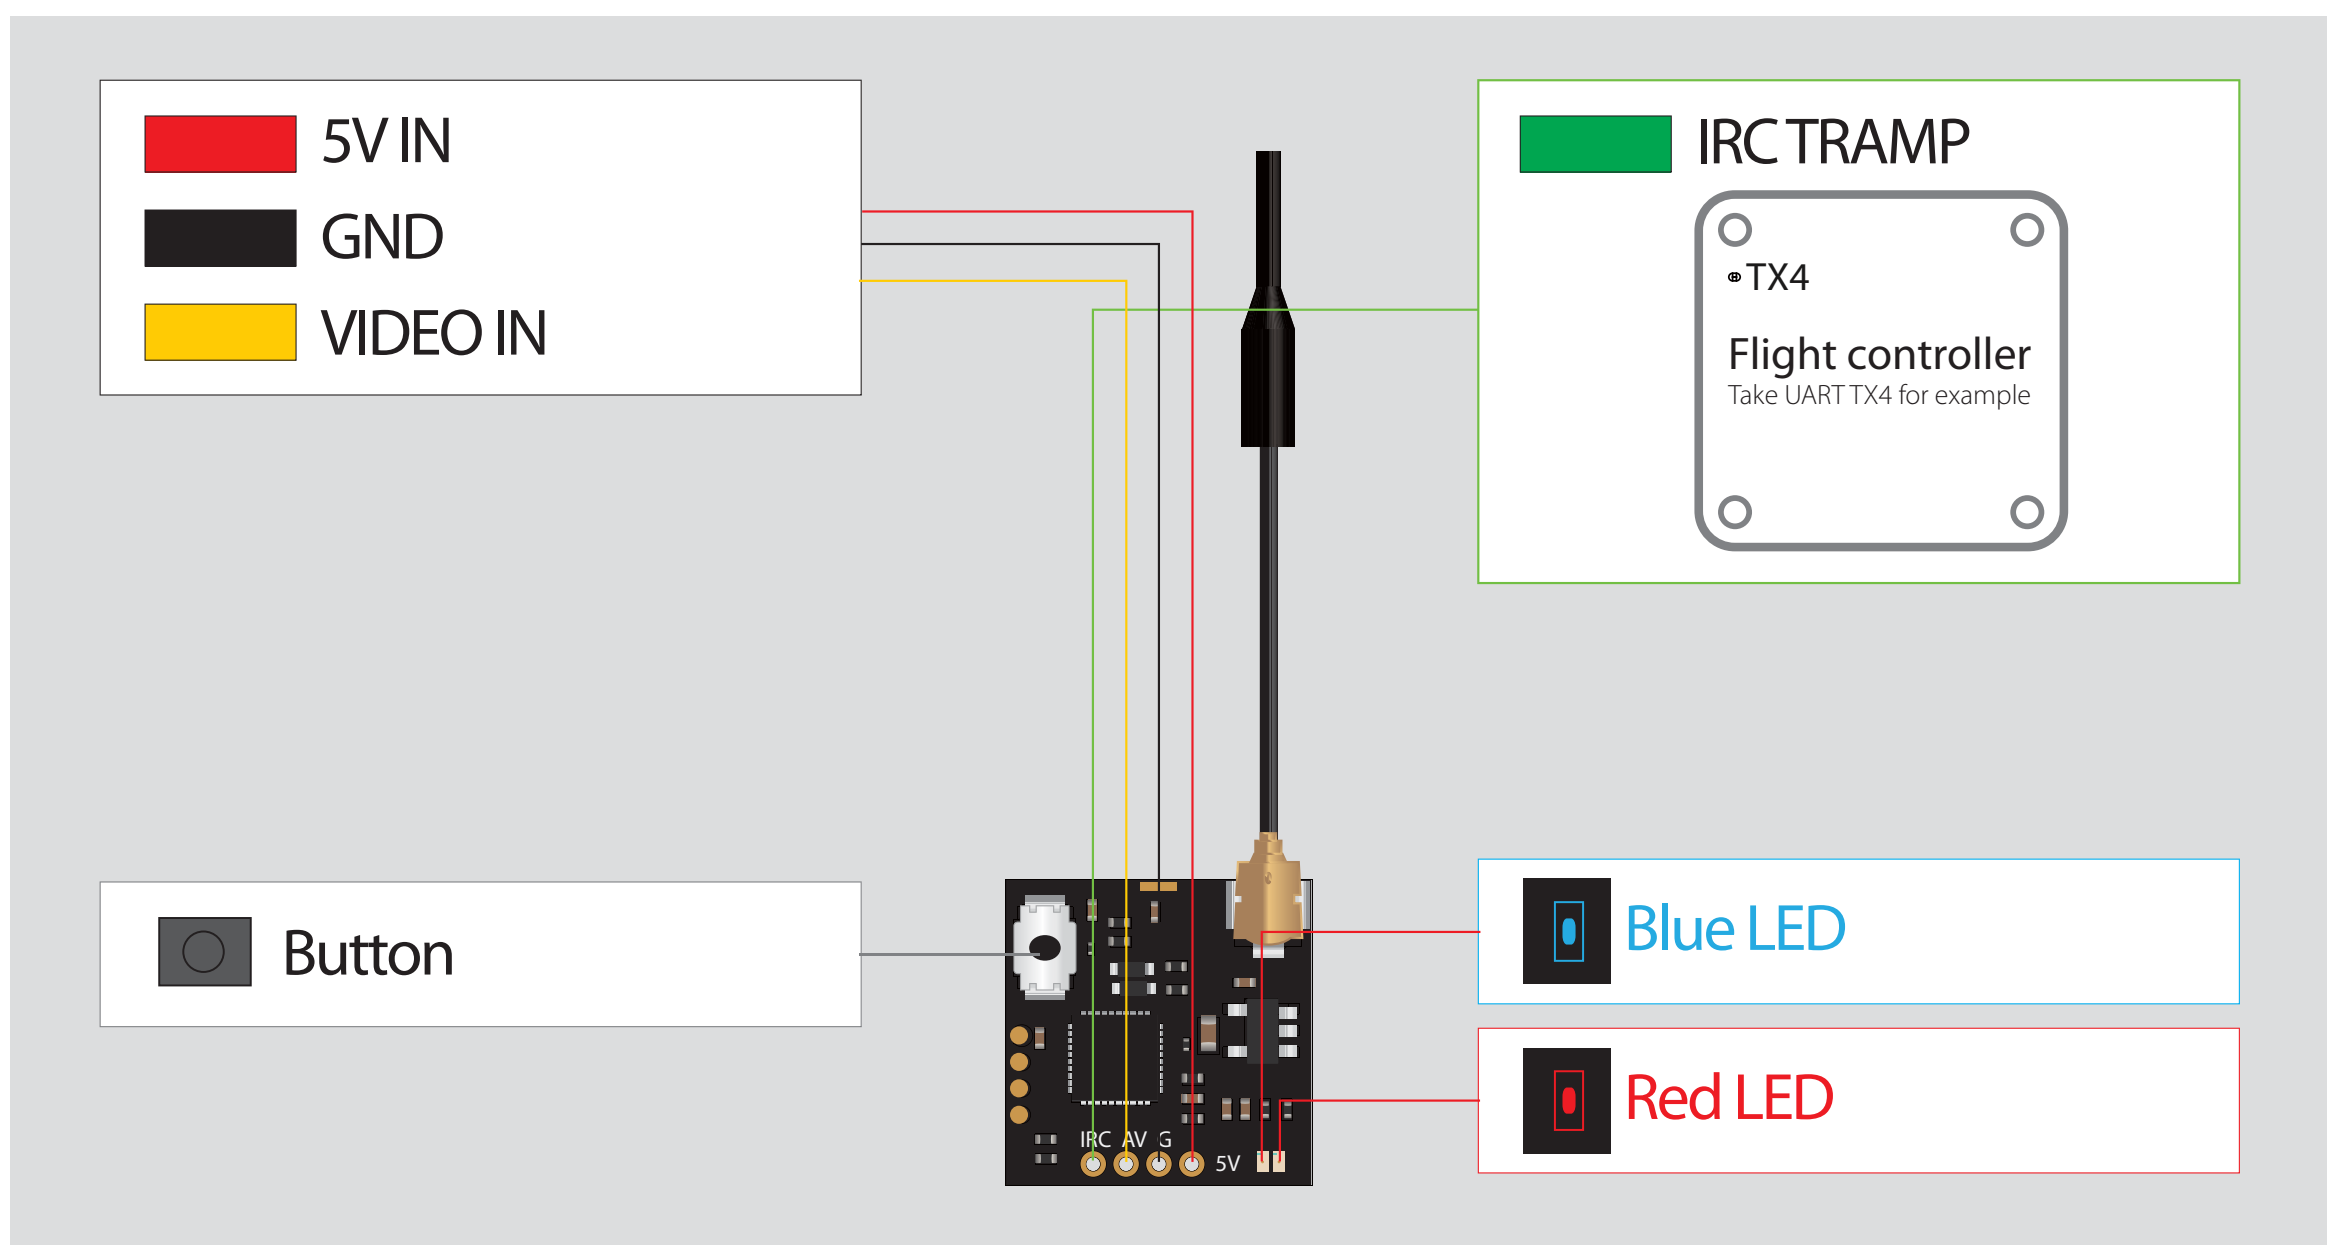 5V IN
GND
VIDEO IN
IRC TRAMP
TX4
Flight controller
Take UART TX4 for example
Button
Blue LED
Red LED
IRC AV G
5V